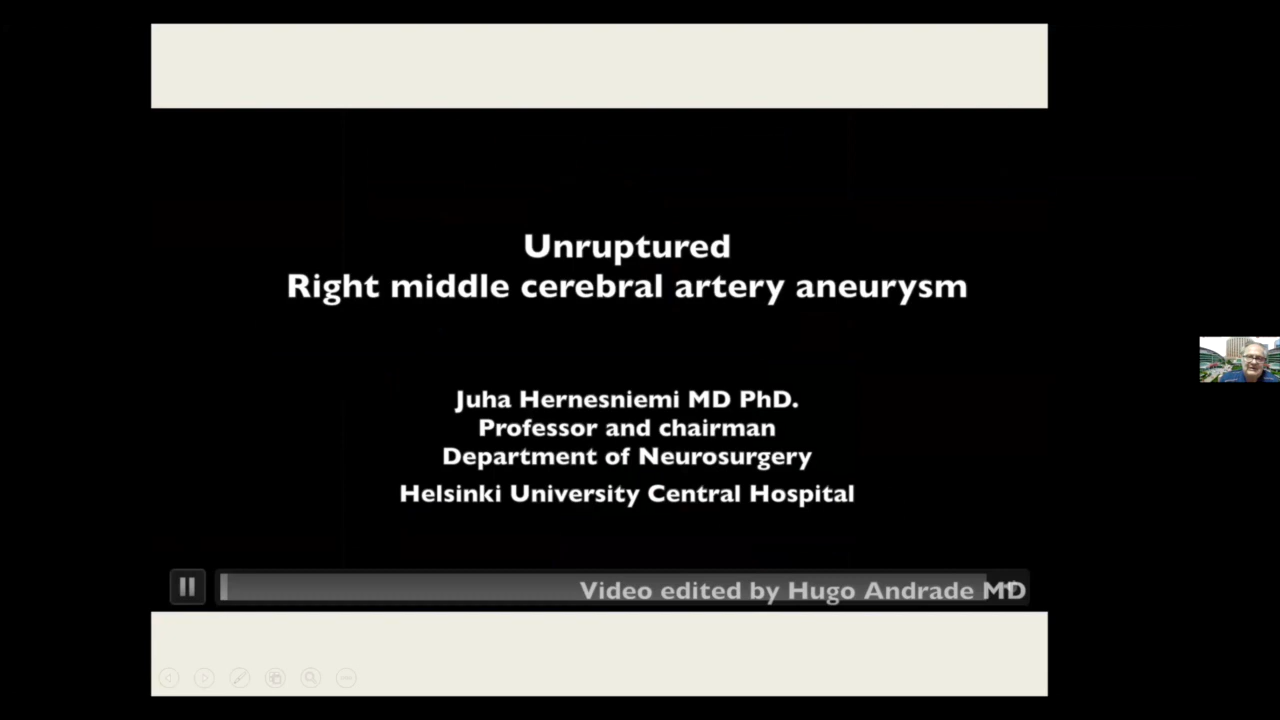 Unruptured
Right middle cerebral artery aneurysm
Juha Hernesniemi MD PhD.
Professor and chairman
Department of Neurosurgery
Helsinki University Central Hospital
Video edited by Hugo Andrade MD